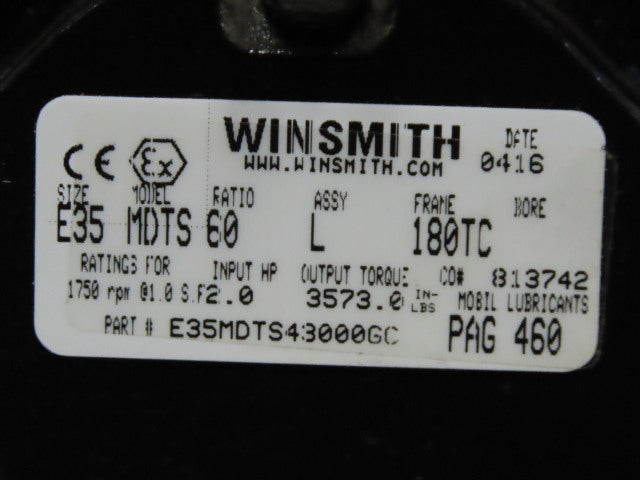 CE Ex WINSMITH DATE
WWW.WINSMITH.COM 0416
SIZE MODEL RATIO ASSY FRAME BORE
E35 MDTS 60 L 180TC
RATINGS FOR INPUT HP OUTPUT TORQUE CO# 813742
1750 rpm @1.0 S.F 2.0 3573.0 IN-LBS MOBIL LUBRICANTS
PART # E35MDTS43000GC PAG 460